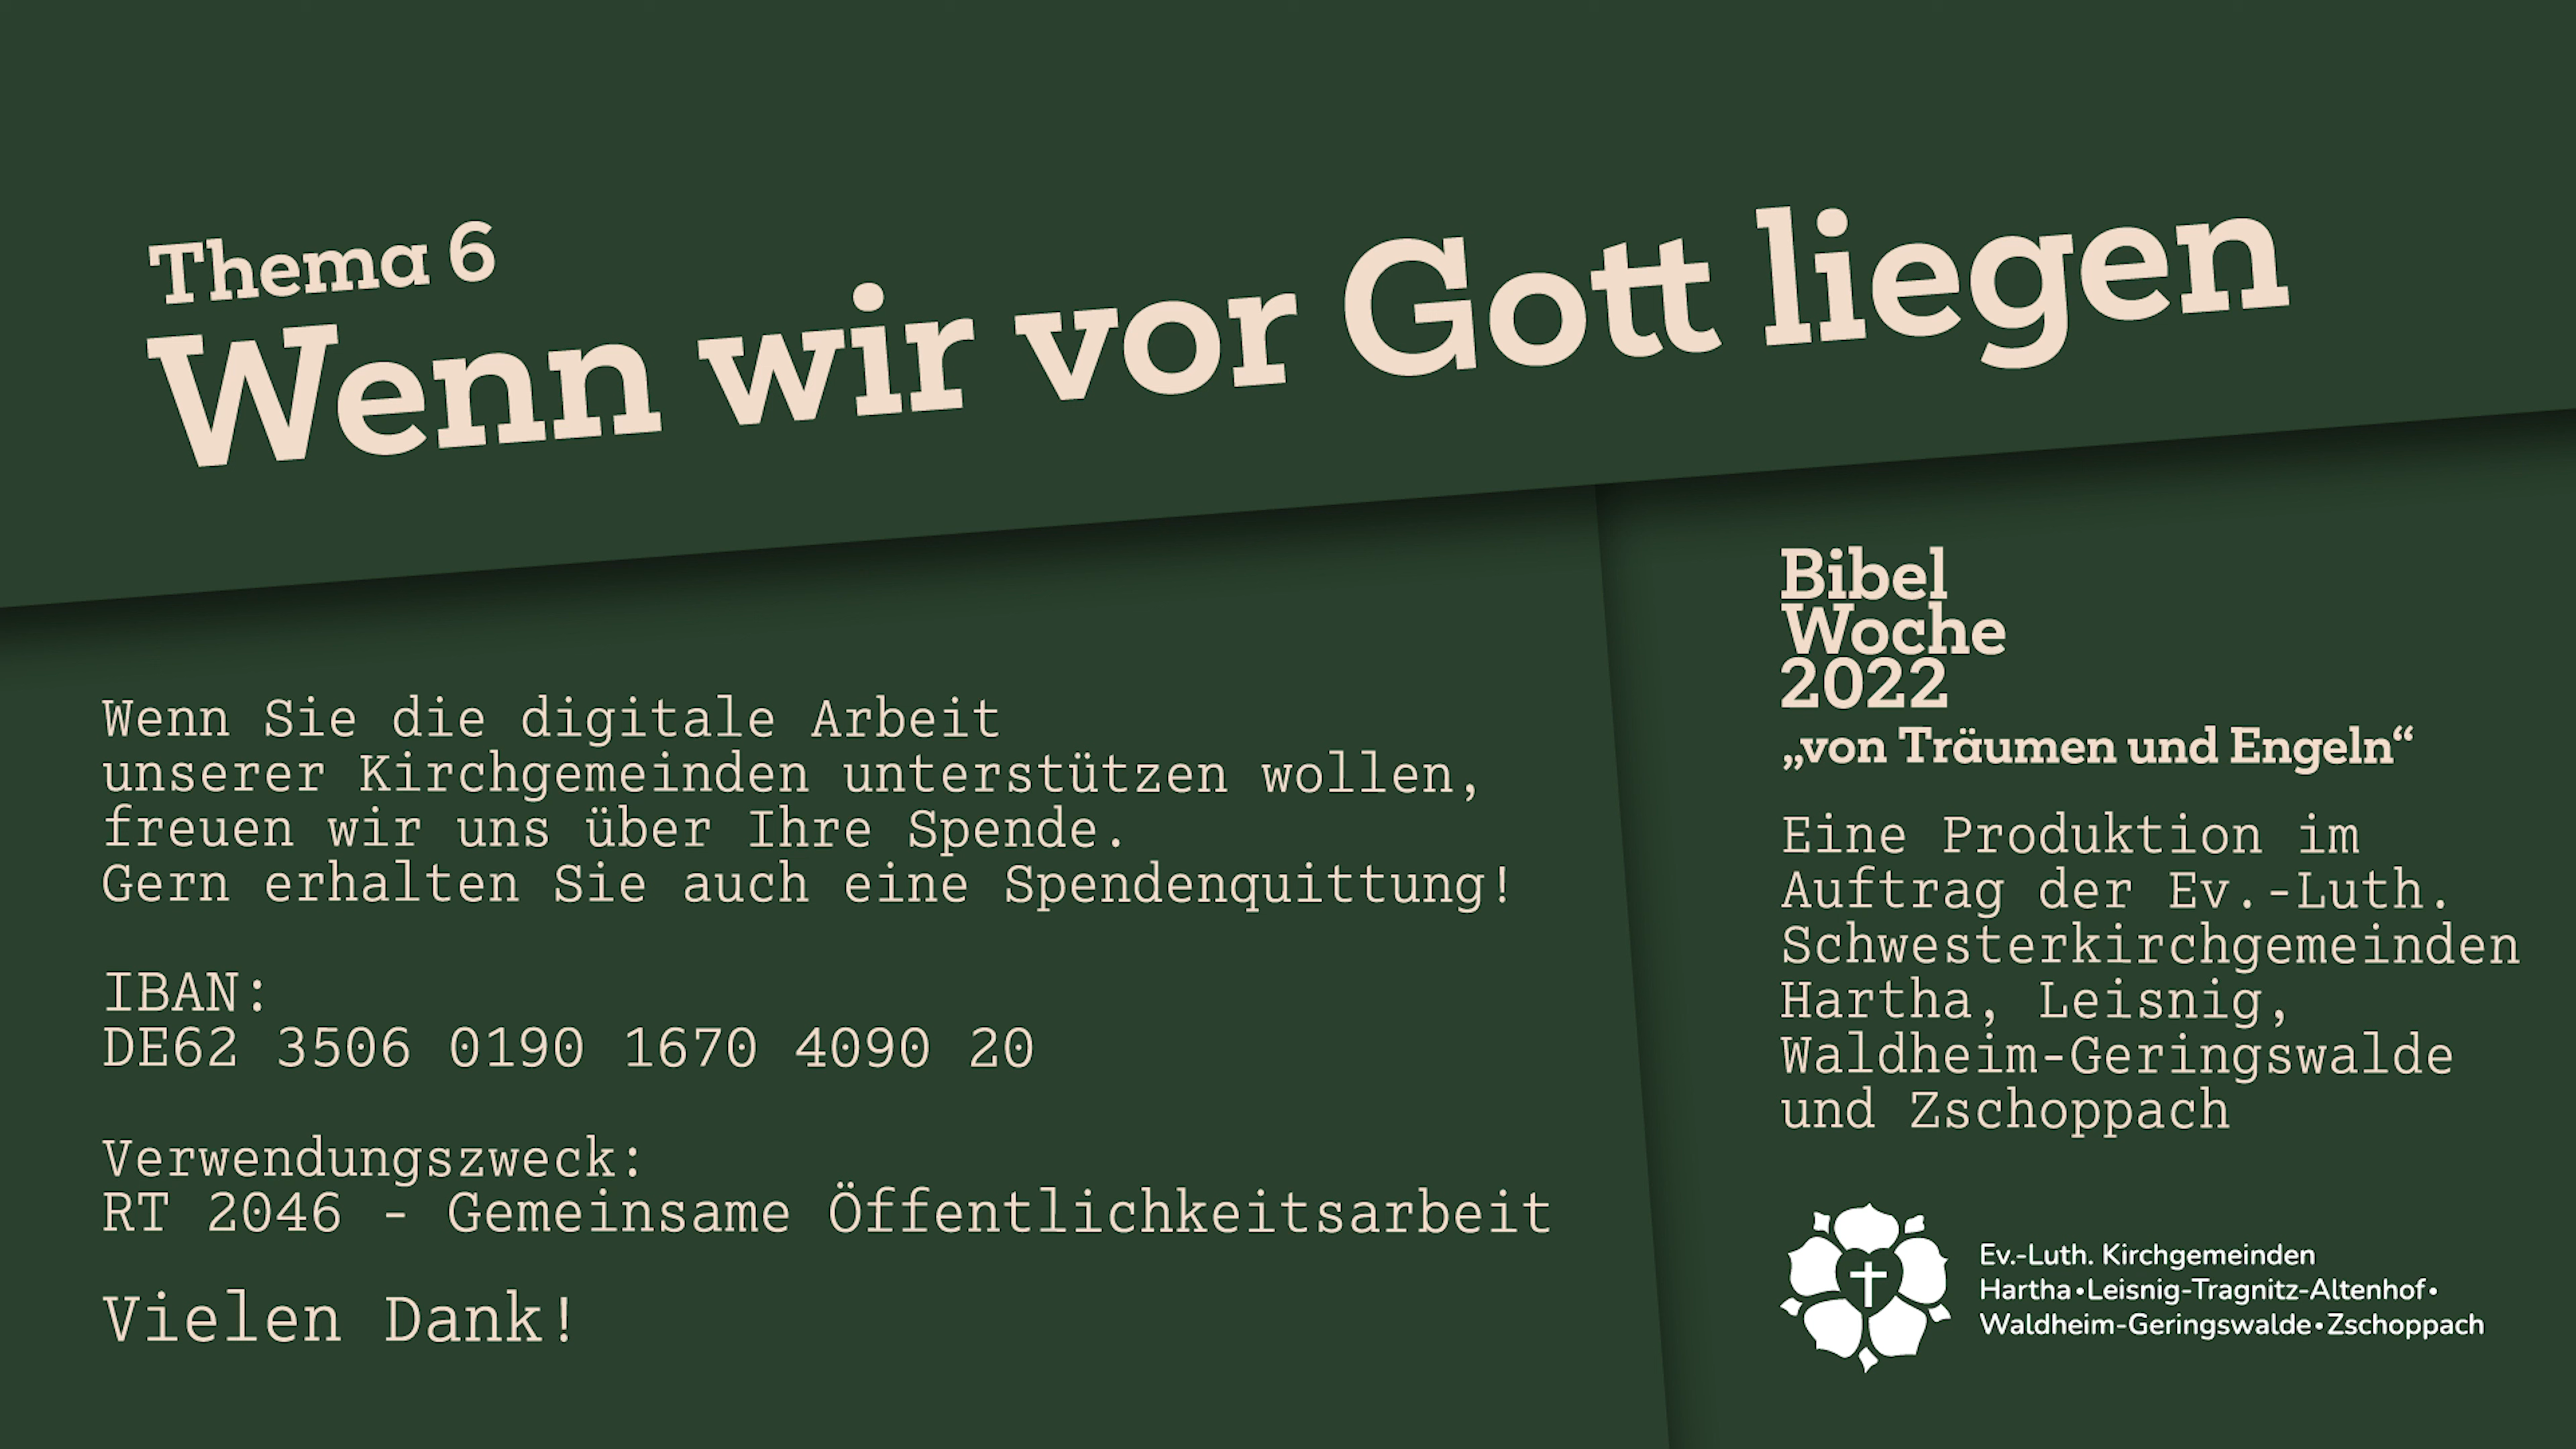 Thema 6
Wenn wir vor Gott liegen
Wenn Sie die digitale Arbeit
unserer Kirchgemeinden unterstützen wollen,
freuen wir uns über Ihre Spende.
Gern erhalten Sie auch eine Spendenquittung!
IBAN:
DE62 3506 0190 1670 4090 20
Verwendungszweck:
RT 2046 - Gemeinsame Öffentlichkeitsarbeit
Vielen Dank!
Bibel
Woche
2022
„von Träumen und Engeln“
Eine Produktion im
Auftrag der Ev.-Luth.
Schwesterkirchgemeinden
Hartha, Leisnig,
Waldheim-Geringswalde
und Zschoppach
Ev.-Luth. Kirchgemeinden
Hartha•Leisnig-Tragnitz-Altenhof•
Waldheim-Geringswalde•Zschoppach